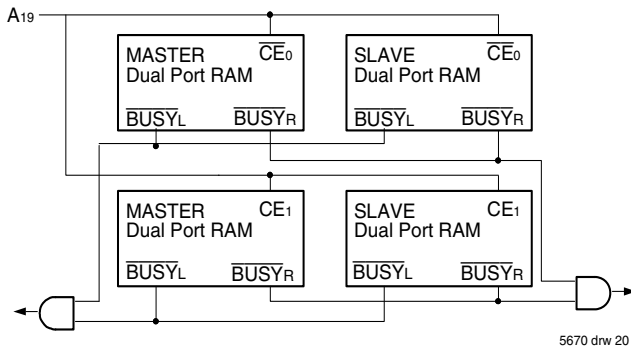 A19
MASTER CE0
Dual Port RAM
BUSYL BUSYR
SLAVE CE0
Dual Port RAM
BUSYL BUSYR
MASTER CE1
Dual Port RAM
BUSYL BUSYR
SLAVE CE1
Dual Port RAM
BUSYL BUSYR
5670 drw 20